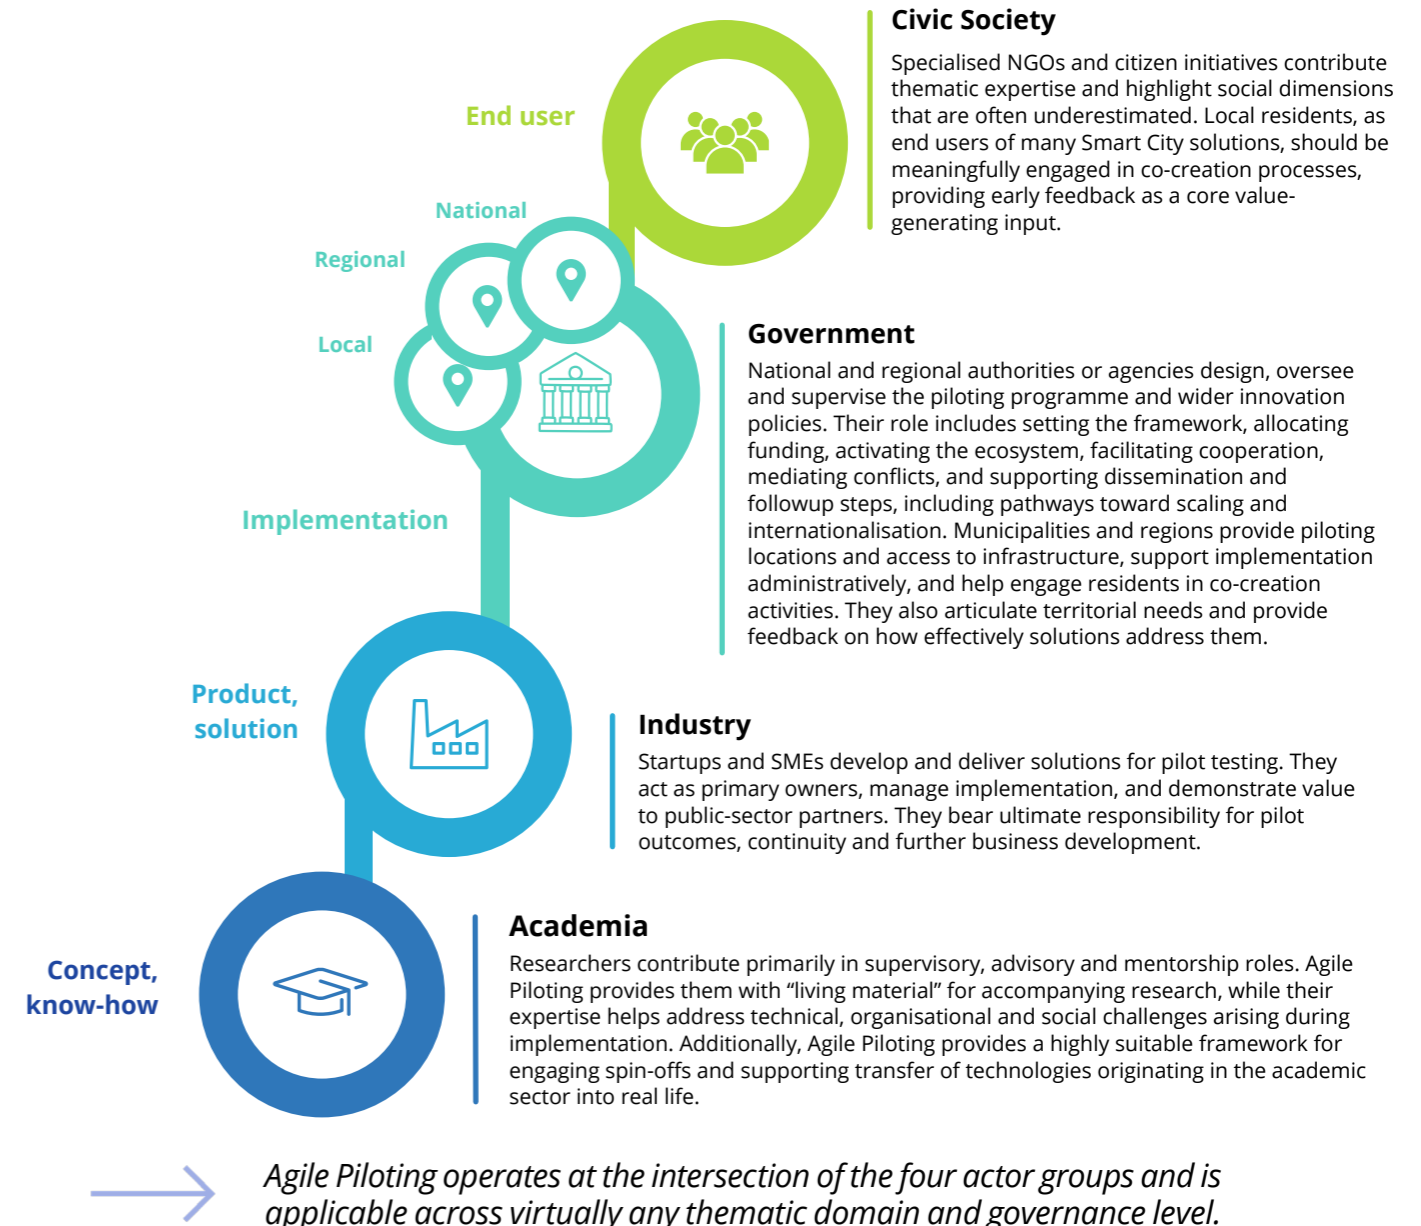 Civic Society
Specialised NGOs and citizen initiatives contribute
thematic expertise and highlight social dimensions
that are often underestimated. Local residents, as
end users of many Smart City solutions, should be
meaningfully engaged in co-creation processes,
providing early feedback as a core value-
generating input.
End user
National
Regional
Local
Government
National and regional authorities or agencies design, oversee
and supervise the piloting programme and wider innovation
policies. Their role includes setting the framework, allocating
funding, activating the ecosystem, facilitating cooperation,
mediating conflicts, and supporting dissemination and
followup steps, including pathways toward scaling and
internationalisation. Municipalities and regions provide piloting
locations and access to infrastructure, support implementation
administratively, and help engage residents in co-creation
activities. They also articulate territorial needs and provide
feedback on how effectively solutions address them.
Implementation
Product,
solution
Industry
Startups and SMEs develop and deliver solutions for pilot testing. They
act as primary owners, manage implementation, and demonstrate value
to public-sector partners. They bear ultimate responsibility for pilot
outcomes, continuity and further business development.
Concept,
know-how
Academia
Researchers contribute primarily in supervisory, advisory and mentorship roles. Agile
Piloting provides them with “living material” for accompanying research, while their
expertise helps address technical, organisational and social challenges arising during
implementation. Additionally, Agile Piloting provides a highly suitable framework for
engaging spin-offs and supporting transfer of technologies originating in the academic
sector into real life.
Agile Piloting operates at the intersection of the four actor groups and is
applicable across virtually any thematic domain and governance level.